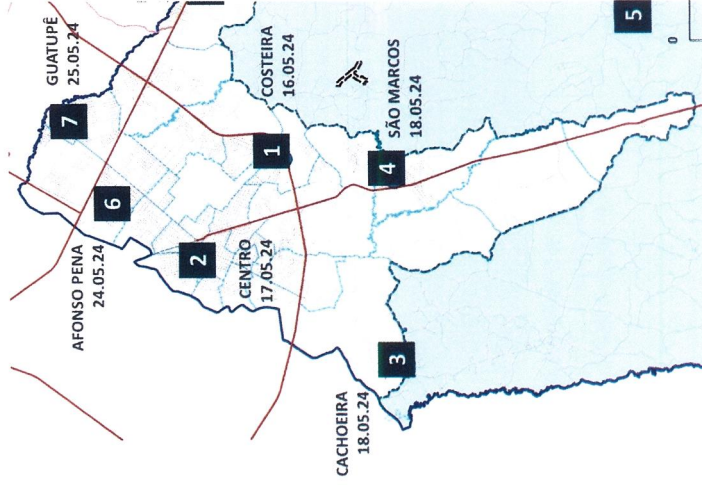 GUATUPÊ
25.05.24
7
COSTEIRA
16.05.24
1
SÃO MARCOS
18.05.24
4
5
0
6
AFONSO PENA
24.05.24
2
CENTRO
17.05.24
3
CACHOEIRA
18.05.24